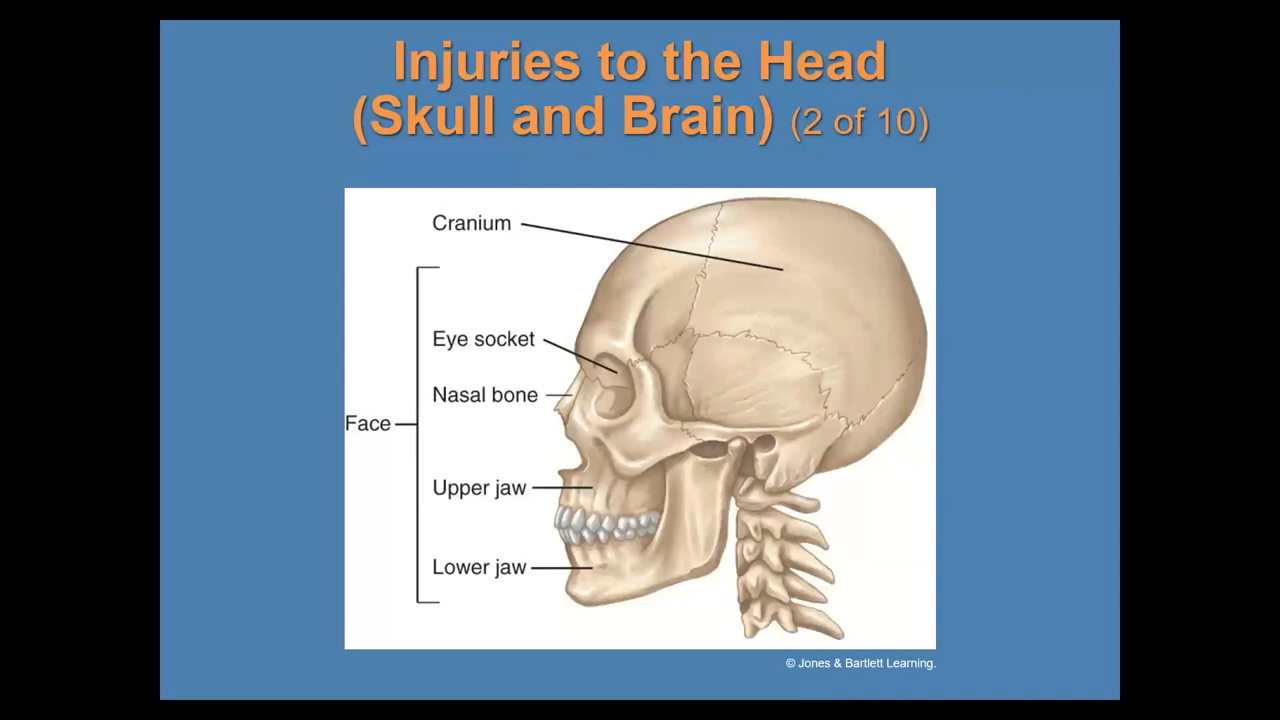 Injuries to the Head
(Skull and Brain) (2 of 10)
Cranium
Eye socket
Nasal bone
Face
Upper jaw
Lower jaw
© Jones & Bartlett Learning.